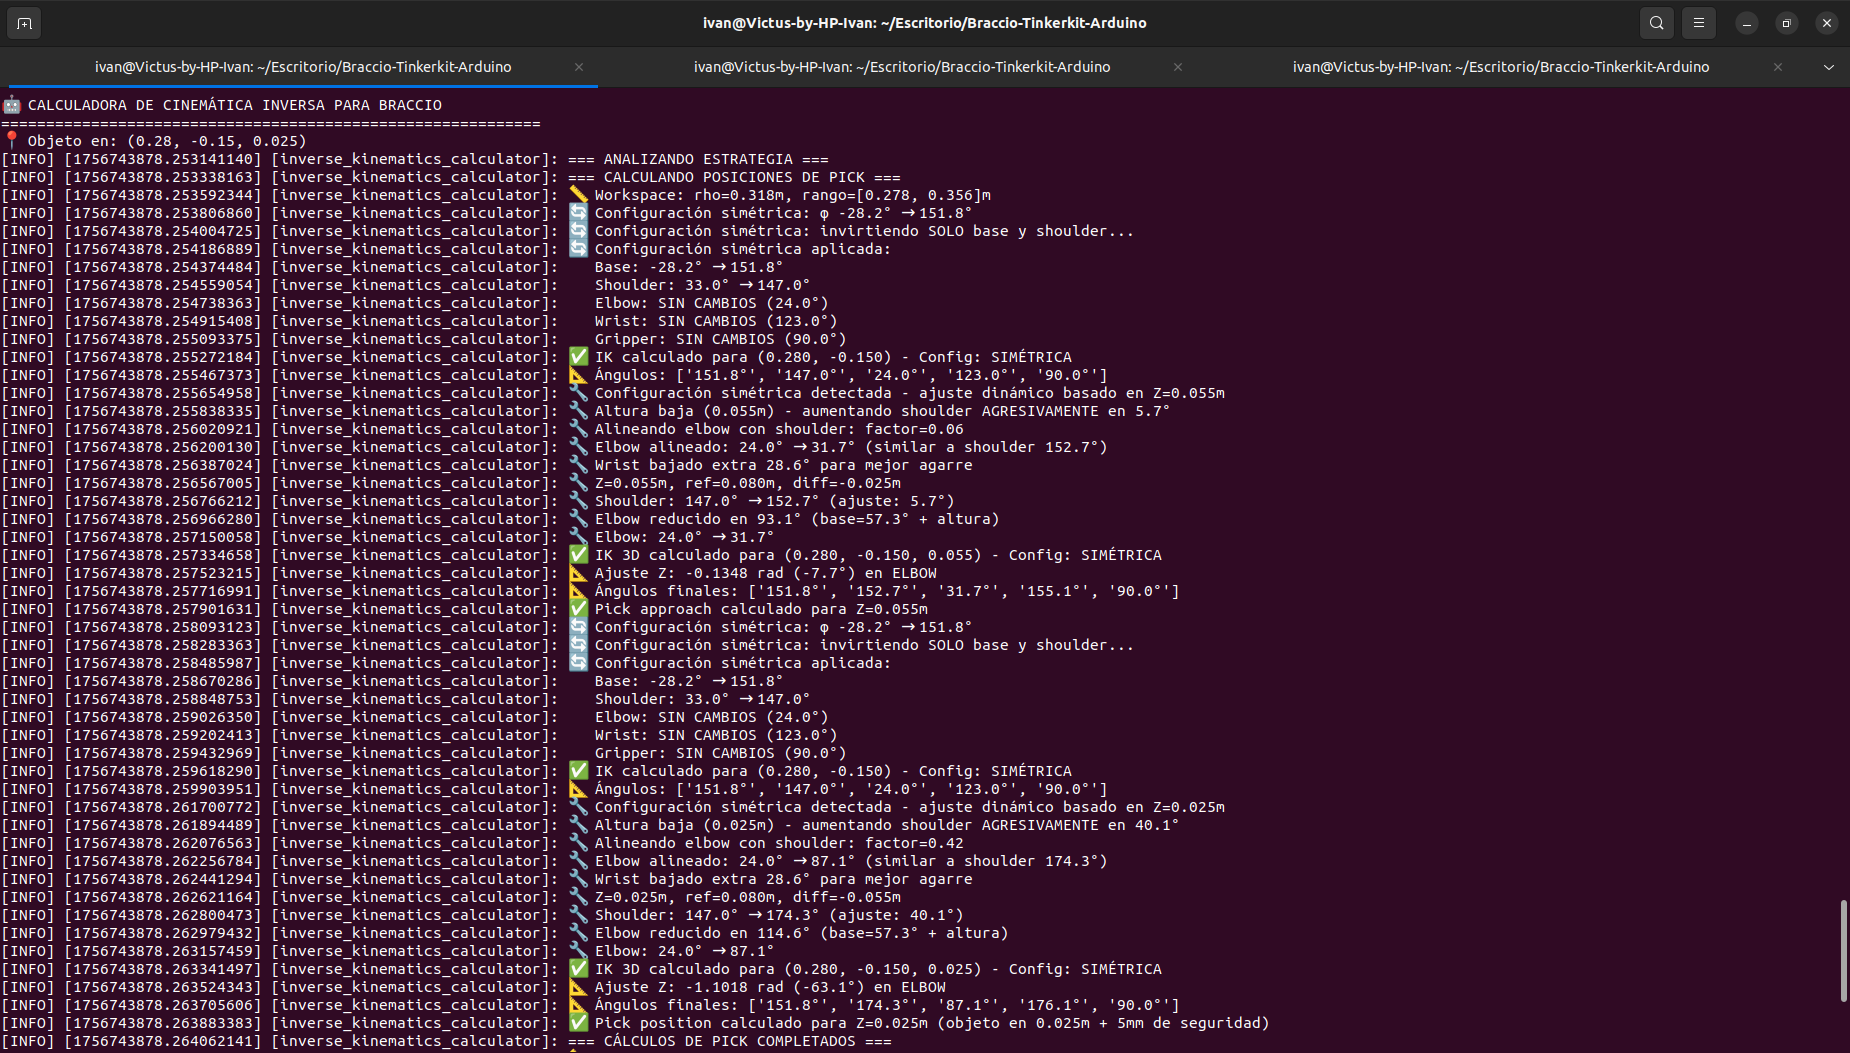 ivan@Victus-by-HP-Ivan: ~/Escritorio/Braccio-Tinkerkit-Arduino
ivan@Victus-by-HP-Ivan: ~/Escritorio/Braccio-Tinkerkit-Arduino
ivan@Victus-by-HP-Ivan: ~/Escritorio/Braccio-Tinkerkit-Arduino
ivan@Victus-by-HP-Ivan: ~/Escritorio/Braccio-Tinkerkit-Arduino
🤖 CALCULADORA DE CINEMÁTICA INVERSA PARA BRACCIO
============================================================
📍 Objeto en: (0.28, -0.15, 0.025)
[INFO] [1756743878.253141140] [inverse_kinematics_calculator]: === ANALIZANDO ESTRATEGIA ===
[INFO] [1756743878.253338163] [inverse_kinematics_calculator]: === CALCULANDO POSICIONES DE PICK ===
[INFO] [1756743878.253592344] [inverse_kinematics_calculator]: 📏 Workspace: rho=0.318m, rango=[0.278, 0.356]m
[INFO] [1756743878.253806860] [inverse_kinematics_calculator]: 🔄 Configuración simétrica: φ -28.2° → 151.8°
[INFO] [1756743878.254004725] [inverse_kinematics_calculator]: 🔄 Configuración simétrica: invirtiendo SOLO base y shoulder...
[INFO] [1756743878.254186889] [inverse_kinematics_calculator]: 🔄 Configuración simétrica aplicada:
[INFO] [1756743878.254374484] [inverse_kinematics_calculator]:    Base: -28.2° → 151.8°
[INFO] [1756743878.254559054] [inverse_kinematics_calculator]:    Shoulder: 33.0° → 147.0°
[INFO] [1756743878.254738363] [inverse_kinematics_calculator]:    Elbow: SIN CAMBIOS (24.0°)
[INFO] [1756743878.254915408] [inverse_kinematics_calculator]:    Wrist: SIN CAMBIOS (123.0°)
[INFO] [1756743878.255093375] [inverse_kinematics_calculator]:    Gripper: SIN CAMBIOS (90.0°)
[INFO] [1756743878.255272184] [inverse_kinematics_calculator]: ✅ IK calculado para (0.280, -0.150) - Config: SIMÉTRICA
[INFO] [1756743878.255467373] [inverse_kinematics_calculator]: 📐 Ángulos: ['151.8°', '147.0°', '24.0°', '123.0°', '90.0°']
[INFO] [1756743878.255654958] [inverse_kinematics_calculator]: 🔧 Configuración simétrica detectada - ajuste dinámico basado en Z=0.055m
[INFO] [1756743878.255838335] [inverse_kinematics_calculator]: 🔧 Altura baja (0.055m) - aumentando shoulder AGRESIVAMENTE en 5.7°
[INFO] [1756743878.256020921] [inverse_kinematics_calculator]: 🔧 Alineando elbow con shoulder: factor=0.06
[INFO] [1756743878.256200130] [inverse_kinematics_calculator]: 🔧 Elbow alineado: 24.0° → 31.7° (similar a shoulder 152.7°)
[INFO] [1756743878.256387024] [inverse_kinematics_calculator]: 🔧 Wrist bajado extra 28.6° para mejor agarre
[INFO] [1756743878.256567005] [inverse_kinematics_calculator]: 🔧 Z=0.055m, ref=0.080m, diff=-0.025m
[INFO] [1756743878.256766212] [inverse_kinematics_calculator]: 🔧 Shoulder: 147.0° → 152.7° (ajuste: 5.7°)
[INFO] [1756743878.256966280] [inverse_kinematics_calculator]: 🔧 Elbow reducido en 93.1° (base=57.3° + altura)
[INFO] [1756743878.257150058] [inverse_kinematics_calculator]: 🔧 Elbow: 24.0° → 31.7°
[INFO] [1756743878.257334658] [inverse_kinematics_calculator]: ✅ IK 3D calculado para (0.280, -0.150, 0.055) - Config: SIMÉTRICA
[INFO] [1756743878.257523215] [inverse_kinematics_calculator]: 📐 Ajuste Z: -0.1348 rad (-7.7°) en ELBOW
[INFO] [1756743878.257716991] [inverse_kinematics_calculator]: 📐 Ángulos finales: ['151.8°', '152.7°', '31.7°', '155.1°', '90.0°']
[INFO] [1756743878.257901631] [inverse_kinematics_calculator]: ✅ Pick approach calculado para Z=0.055m
[INFO] [1756743878.258093123] [inverse_kinematics_calculator]: 🔄 Configuración simétrica: φ -28.2° → 151.8°
[INFO] [1756743878.258283363] [inverse_kinematics_calculator]: 🔄 Configuración simétrica: invirtiendo SOLO base y shoulder...
[INFO] [1756743878.258485987] [inverse_kinematics_calculator]: 🔄 Configuración simétrica aplicada:
[INFO] [1756743878.258670286] [inverse_kinematics_calculator]:    Base: -28.2° → 151.8°
[INFO] [1756743878.258848753] [inverse_kinematics_calculator]:    Shoulder: 33.0° → 147.0°
[INFO] [1756743878.259026350] [inverse_kinematics_calculator]:    Elbow: SIN CAMBIOS (24.0°)
[INFO] [1756743878.259202413] [inverse_kinematics_calculator]:    Wrist: SIN CAMBIOS (123.0°)
[INFO] [1756743878.259432969] [inverse_kinematics_calculator]:    Gripper: SIN CAMBIOS (90.0°)
[INFO] [1756743878.259618290] [inverse_kinematics_calculator]: ✅ IK calculado para (0.280, -0.150) - Config: SIMÉTRICA
[INFO] [1756743878.259903951] [inverse_kinematics_calculator]: 📐 Ángulos: ['151.8°', '147.0°', '24.0°', '123.0°', '90.0°']
[INFO] [1756743878.261700772] [inverse_kinematics_calculator]: 🔧 Configuración simétrica detectada - ajuste dinámico basado en Z=0.025m
[INFO] [1756743878.261894489] [inverse_kinematics_calculator]: 🔧 Altura baja (0.025m) - aumentando shoulder AGRESIVAMENTE en 40.1°
[INFO] [1756743878.262076563] [inverse_kinematics_calculator]: 🔧 Alineando elbow con shoulder: factor=0.42
[INFO] [1756743878.262256784] [inverse_kinematics_calculator]: 🔧 Elbow alineado: 24.0° → 87.1° (similar a shoulder 174.3°)
[INFO] [1756743878.262441294] [inverse_kinematics_calculator]: 🔧 Wrist bajado extra 28.6° para mejor agarre
[INFO] [1756743878.262621164] [inverse_kinematics_calculator]: 🔧 Z=0.025m, ref=0.080m, diff=-0.055m
[INFO] [1756743878.262800473] [inverse_kinematics_calculator]: 🔧 Shoulder: 147.0° → 174.3° (ajuste: 40.1°)
[INFO] [1756743878.262979432] [inverse_kinematics_calculator]: 🔧 Elbow reducido en 114.6° (base=57.3° + altura)
[INFO] [1756743878.263157459] [inverse_kinematics_calculator]: 🔧 Elbow: 24.0° → 87.1°
[INFO] [1756743878.263341497] [inverse_kinematics_calculator]: ✅ IK 3D calculado para (0.280, -0.150, 0.025) - Config: SIMÉTRICA
[INFO] [1756743878.263524343] [inverse_kinematics_calculator]: 📐 Ajuste Z: -1.1018 rad (-63.1°) en ELBOW
[INFO] [1756743878.263705606] [inverse_kinematics_calculator]: 📐 Ángulos finales: ['151.8°', '174.3°', '87.1°', '176.1°', '90.0°']
[INFO] [1756743878.263883383] [inverse_kinematics_calculator]: ✅ Pick position calculado para Z=0.025m (objeto en 0.025m + 5mm de seguridad)
[INFO] [1756743878.264062141] [inverse_kinematics_calculator]: === CÁLCULOS DE PICK COMPLETADOS ===